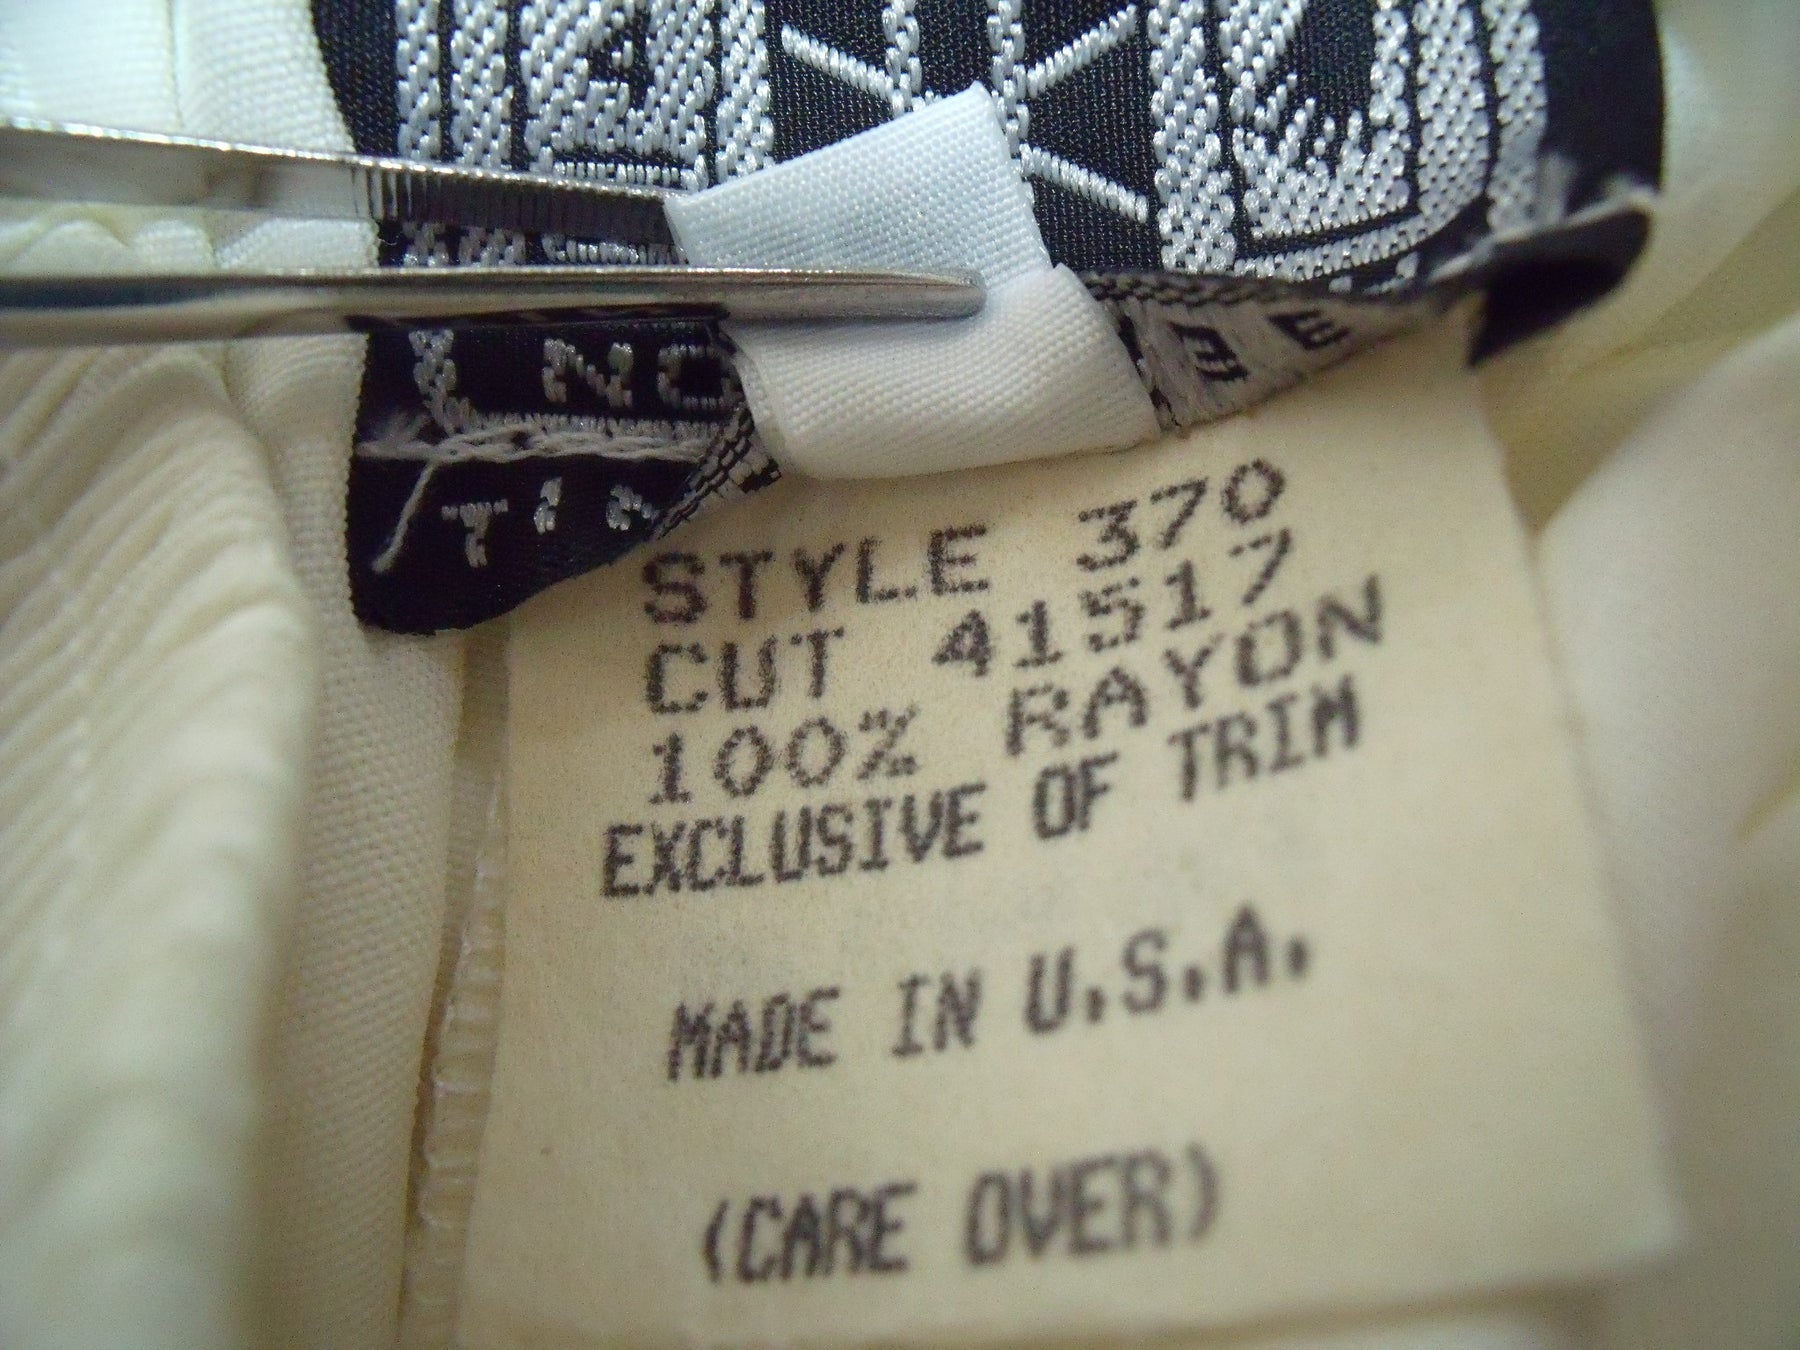 STYLE 370
CUT 41517
100% RAYON
EXCLUSIVE OF TRIM
MADE IN U.S.A.
(CARE OVER)